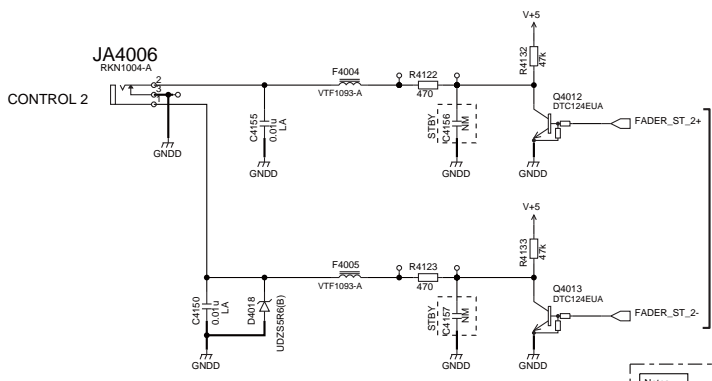 V+5
JA4006
RKN1004-A
R4132
47k
2
3
1
F4004
VTF1093-A
R4122
470
CONTROL 2
Q4012
DTC124EUA
FADER_ST_2+
C4155
0.01u
LA
STBY
C4156
NM
GNDD
GNDD
GNDD
GNDD
V+5
R4133
47k
F4005
VTF1093-A
R4123
470
Q4013
DTC124EUA
FADER_ST_2-
C4150
0.01u
LA
D4018
UDZS5R6(B)
STBY
C4157
NM
GNDD
GNDD
GNDD